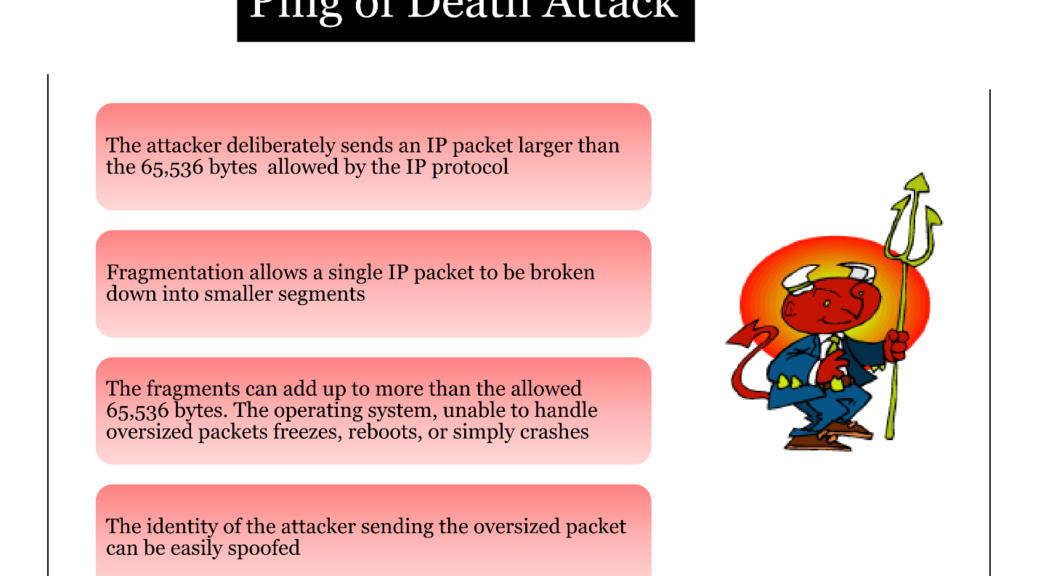 Ping of Death Attack
The attacker deliberately sends an IP packet larger than
the 65,536 bytes  allowed by the IP protocol
Fragmentation allows a single IP packet to be broken
down into smaller segments
The fragments can add up to more than the allowed
65,536 bytes. The operating system, unable to handle
oversized packets freezes, reboots, or simply crashes
The identity of the attacker sending the oversized packet
can be easily spoofed